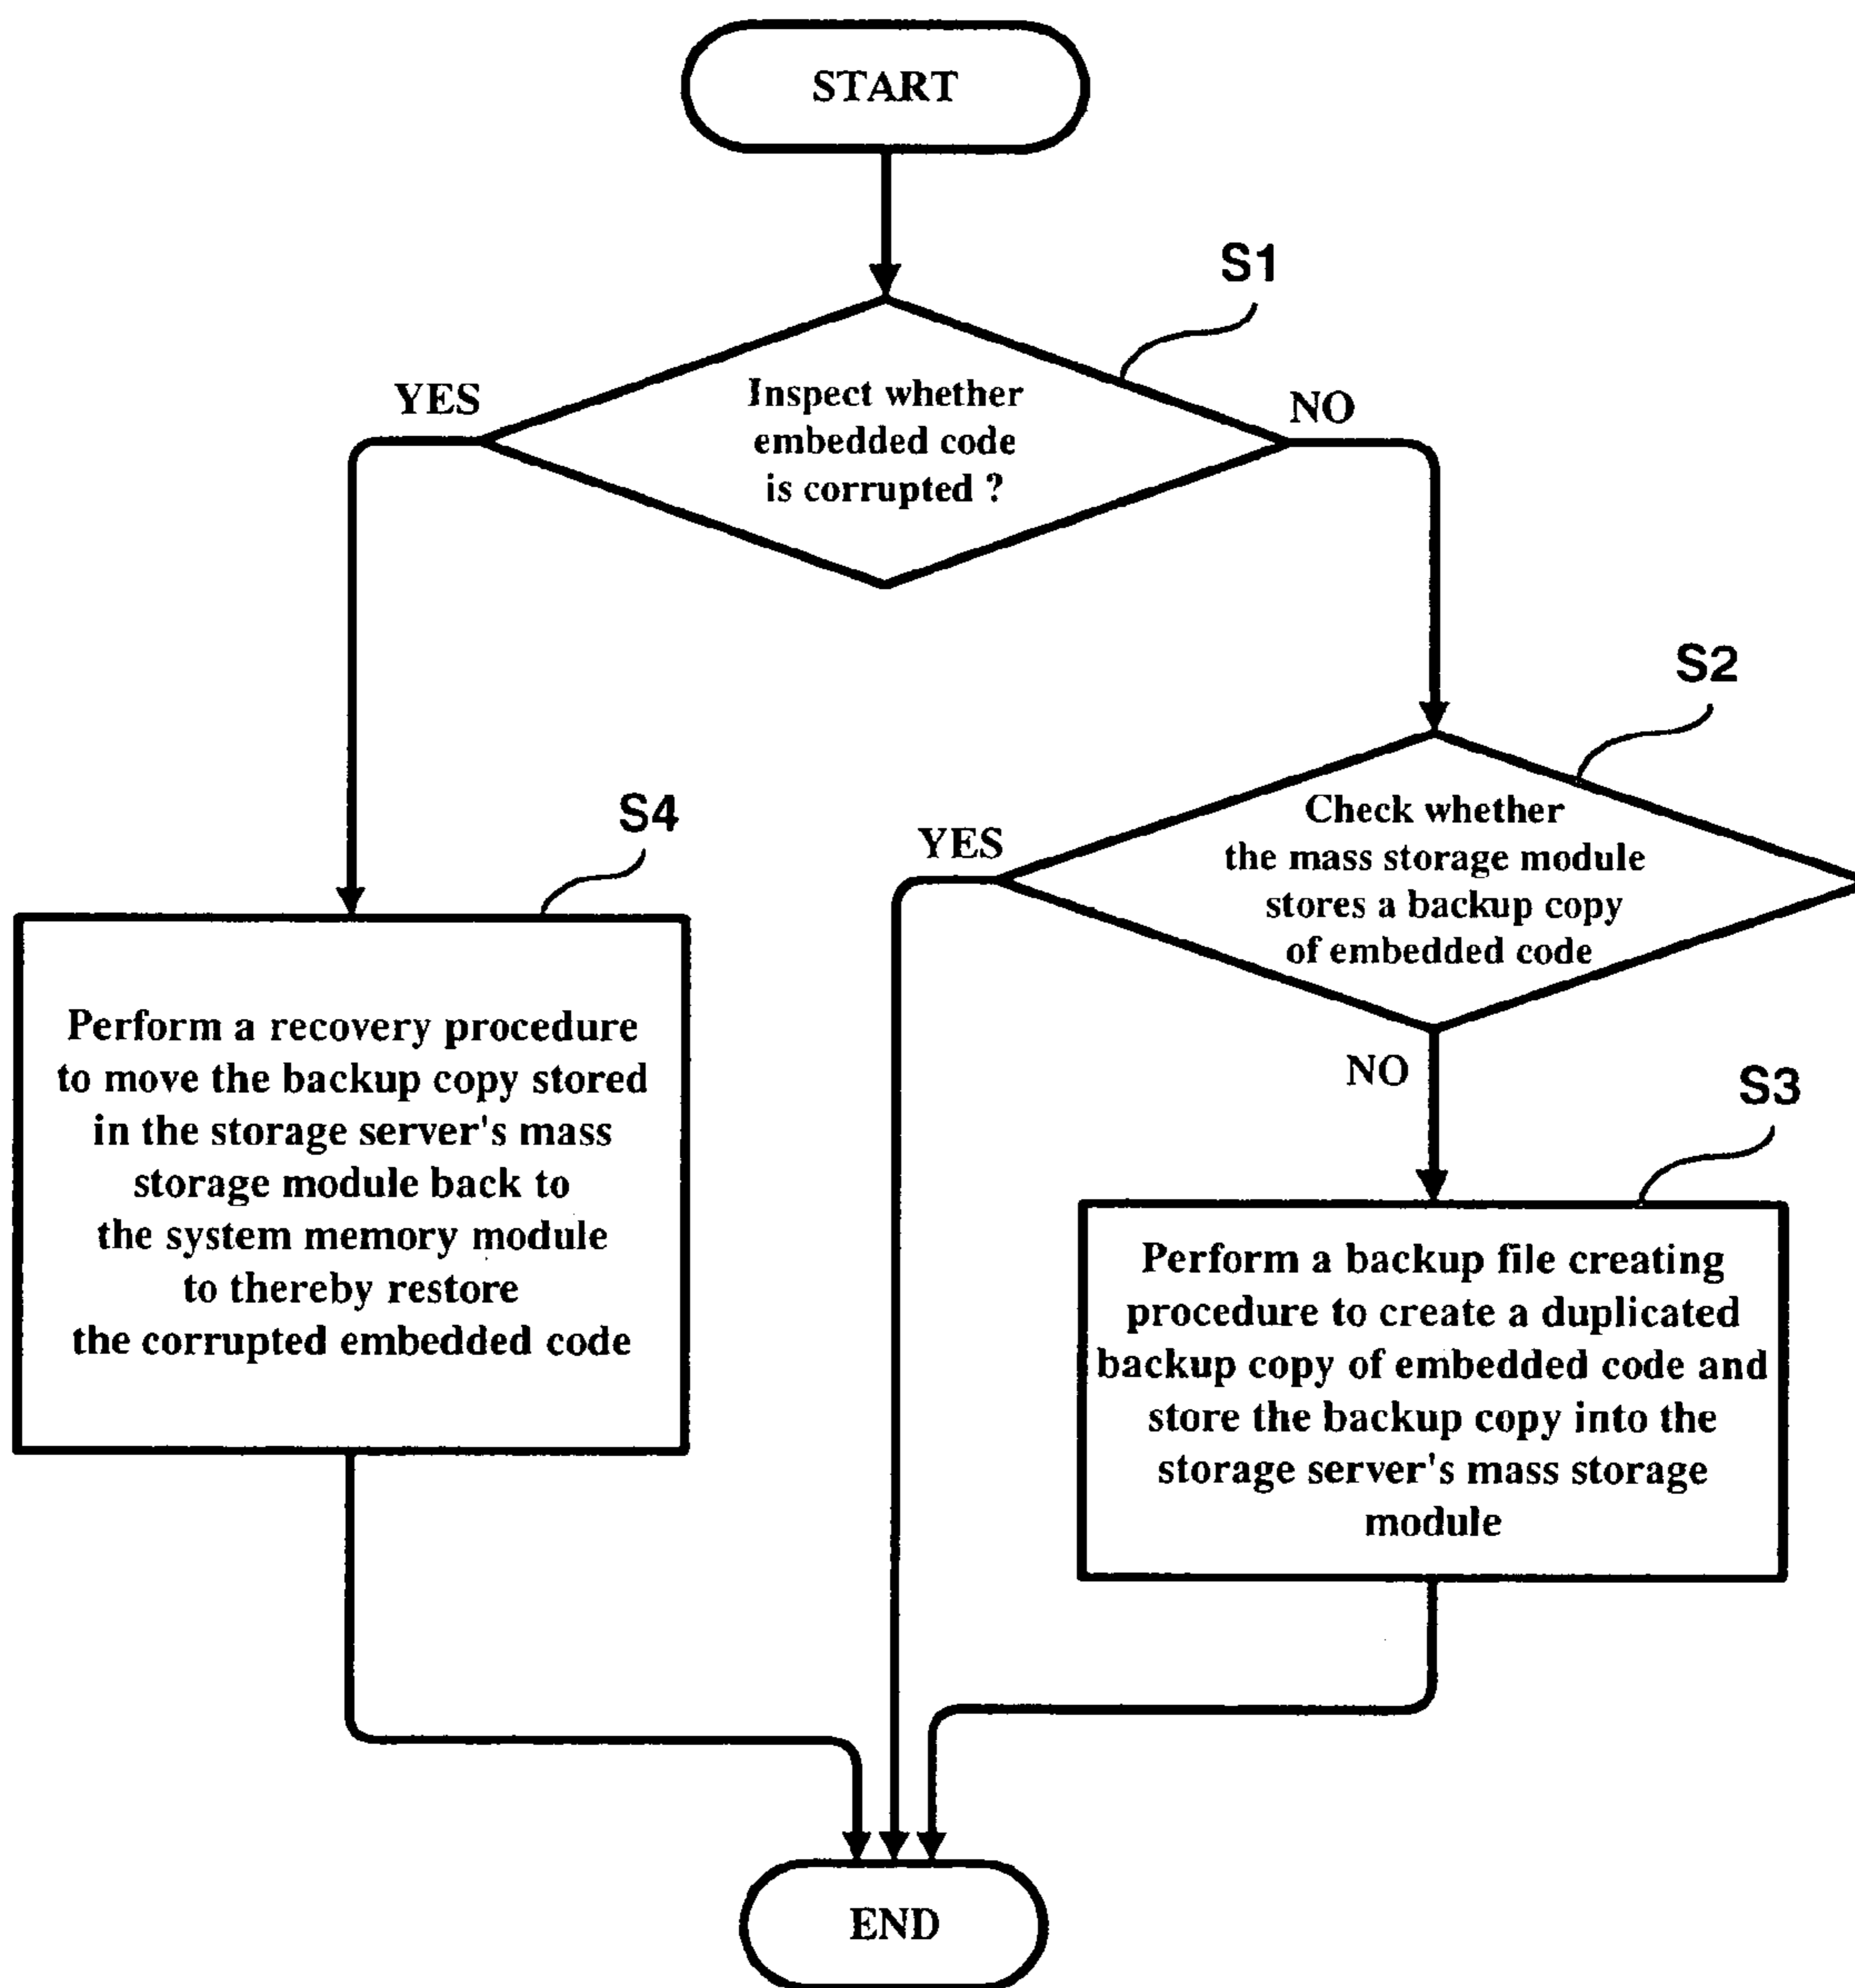 START
S1
YES
Inspect whether
embedded code
is corrupted ?
NO
S2
Check whether
the mass storage module
stores a backup copy
of embedded code
YES
NO
S4
Perform a recovery procedure
to move the backup copy stored
in the storage server's mass
storage module back to
the system memory module
to thereby restore
the corrupted embedded code
S3
Perform a backup file creating
procedure to create a duplicated
backup copy of embedded code and
store the backup copy into the
storage server's mass storage
module
END